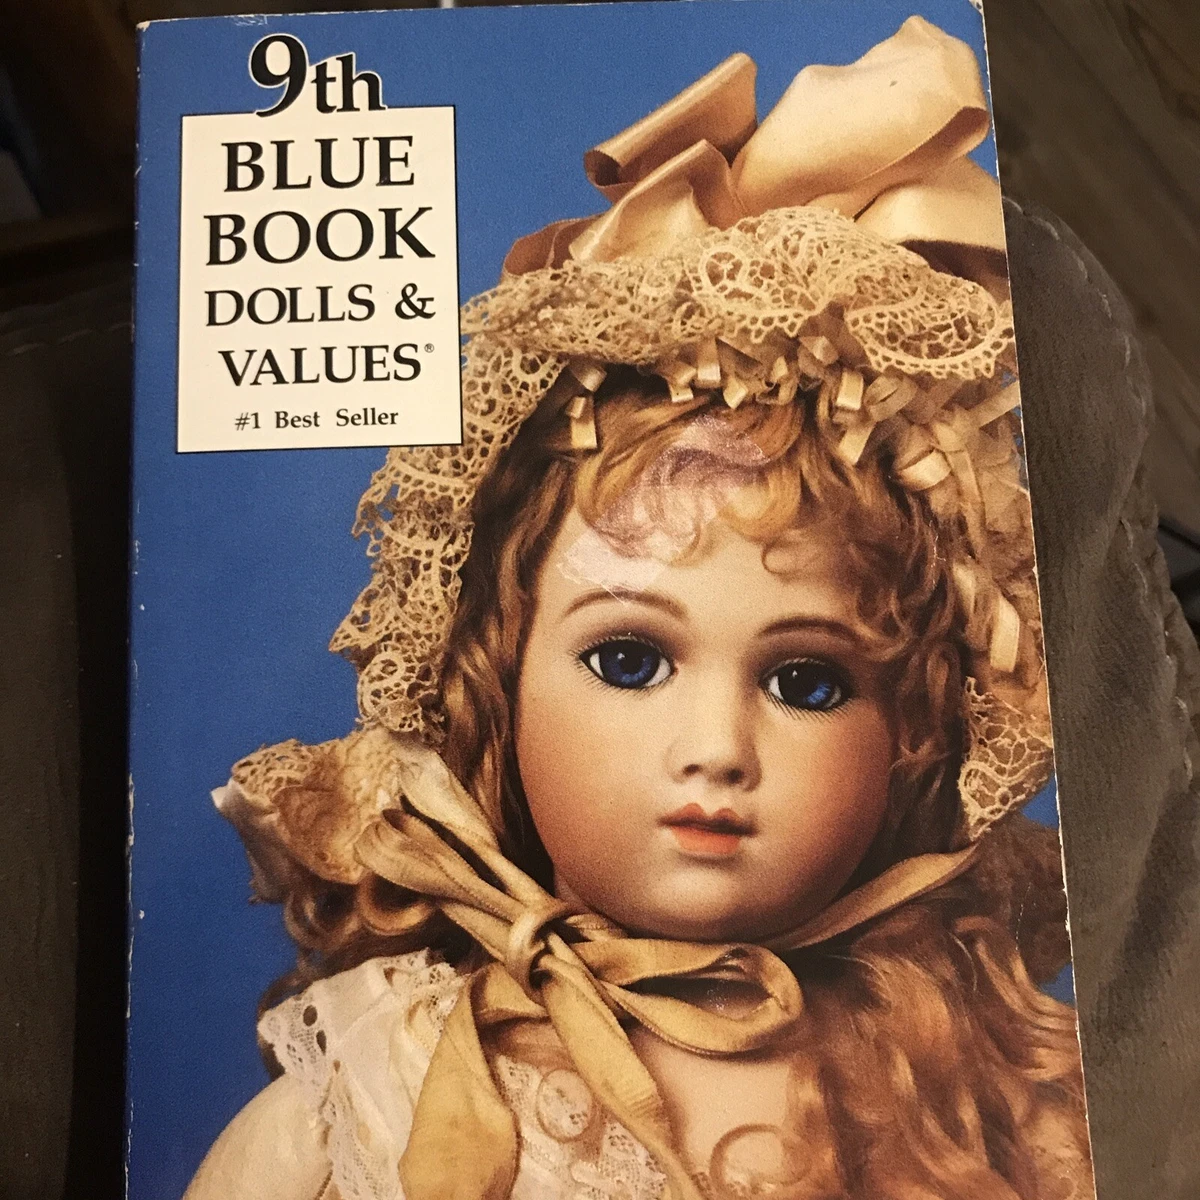 9th
BLUE
BOOK
DOLLS &
VALUES®
#1 Best Seller